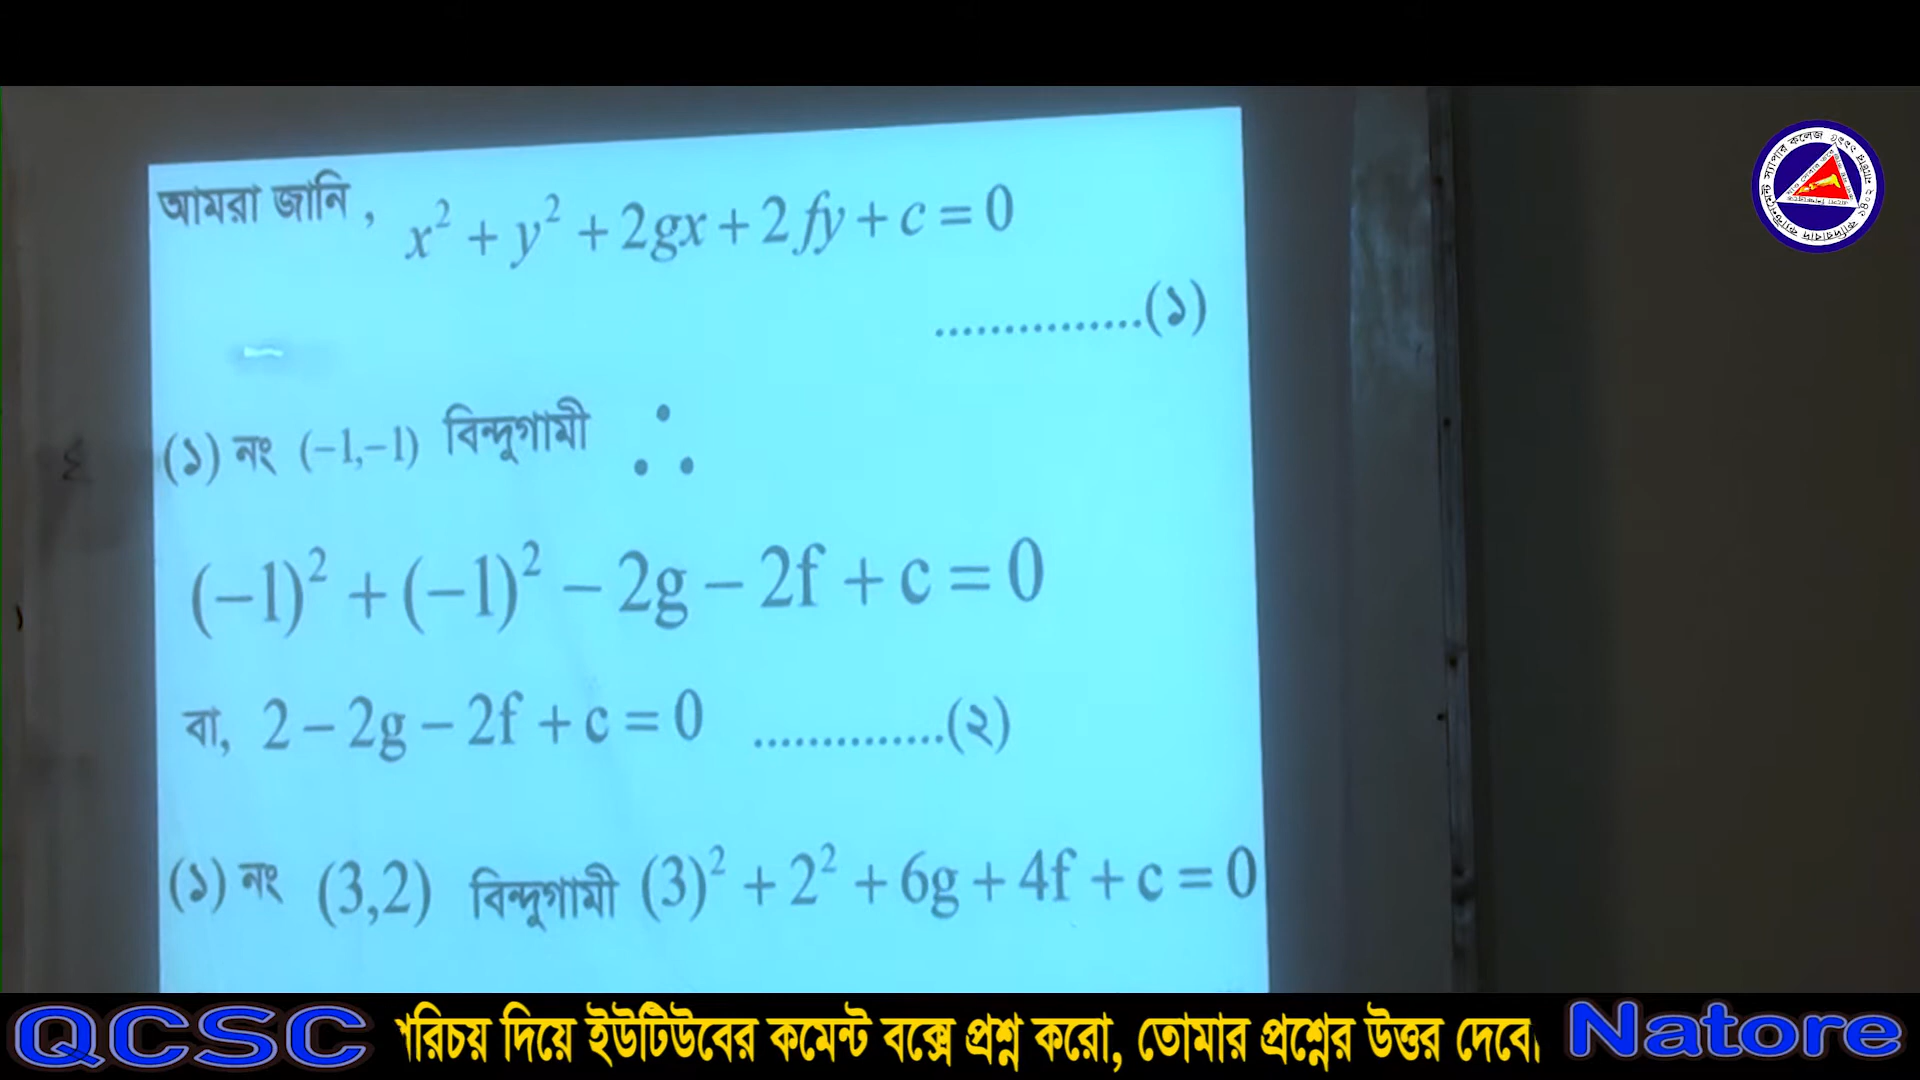 আমরা জানি , x² + y² + 2gx + 2fy + c = 0
...............(১)
(১) নং (−1,−1) বিন্দুগামী ∴
(−1)² + (−1)² − 2g − 2f + c = 0
বা, 2 − 2g − 2f + c = 0 ..............(২)
(১) নং (3,2) বিন্দুগামী (3)² + 2² + 6g + 4f + c = 0
QCSC
পরিচয় দিয়ে ইউটিউবের কমেন্ট বক্সে প্রশ্ন করো, তোমার প্রশ্নের উত্তর দেবে
Natore